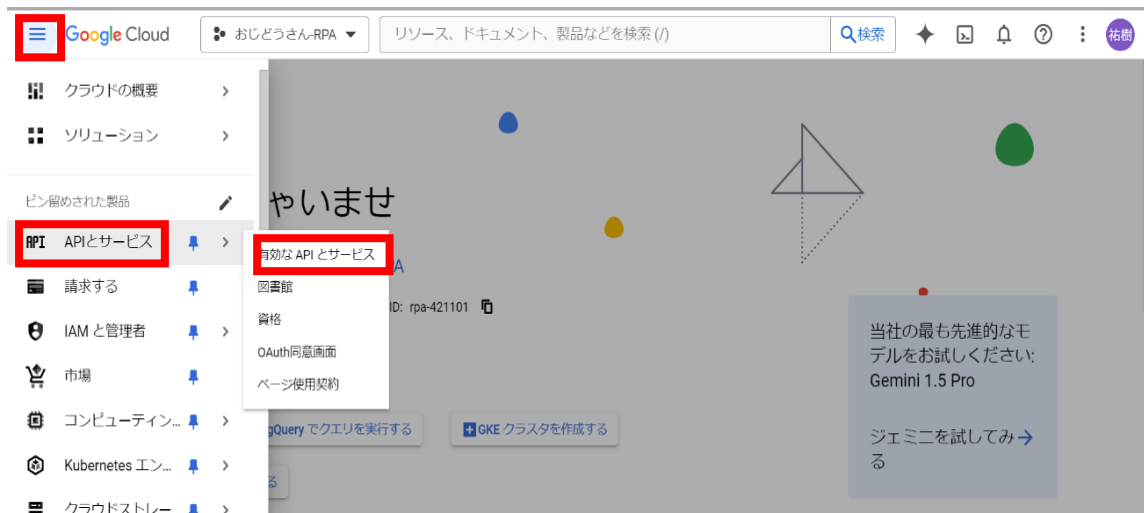 Google Cloud
おじどうさん-RPA
リソース、ドキュメント、製品などを検索 (/)
検索
祐樹
クラウドの概要
ソリューション
ピン留めされた製品
API APIとサービス
請求する
IAM と管理者
市場
コンピューティン...
Kubernetes エン...
クラウドストレー
有効な API とサービス
図書館
資格
OAuth同意画面
ページ使用契約
ゃいませ
A
ID: rpa-421101
gQuery でクエリを実行する
GKE クラスタを作成する
る
当社の最も先進的なモ
デルをお試しください:
Gemini 1.5 Pro
ジェミニを試してみ
る